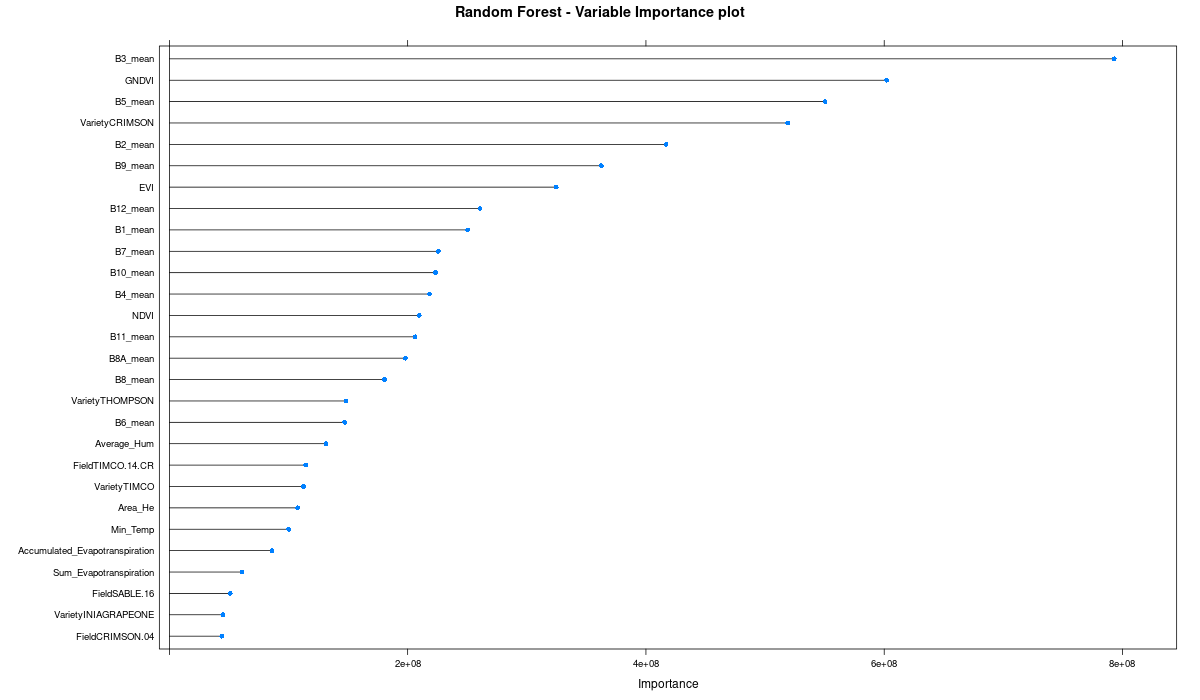 Random Forest - Variable Importance plot
B3_mean
GNDVI
B5_mean
VarietyCRIMSON
B2_mean
B9_mean
EVI
B12_mean
B1_mean
B7_mean
B10_mean
B4_mean
NDVI
B11_mean
B8A_mean
B8_mean
VarietyTHOMPSON
B6_mean
Average_Hum
FieldTIMCO.14.CR
VarietyTIMCO
Area_He
Min_Temp
Accumulated_Evapotranspiration
Sum_Evapotranspiration
FieldSABLE.16
VarietyINIAGRAPEONE
FieldCRIMSON.04
2e+08 4e+08 6e+08 8e+08
Importance